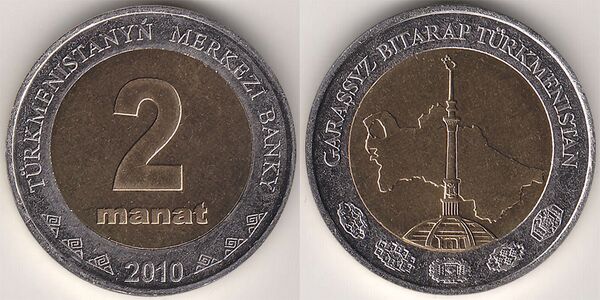 TÜRKMENISTANYŇ MERKEZI BANKY
2
manat
2010
GARAŞSYZ BITARAP TÜRKMENISTAN